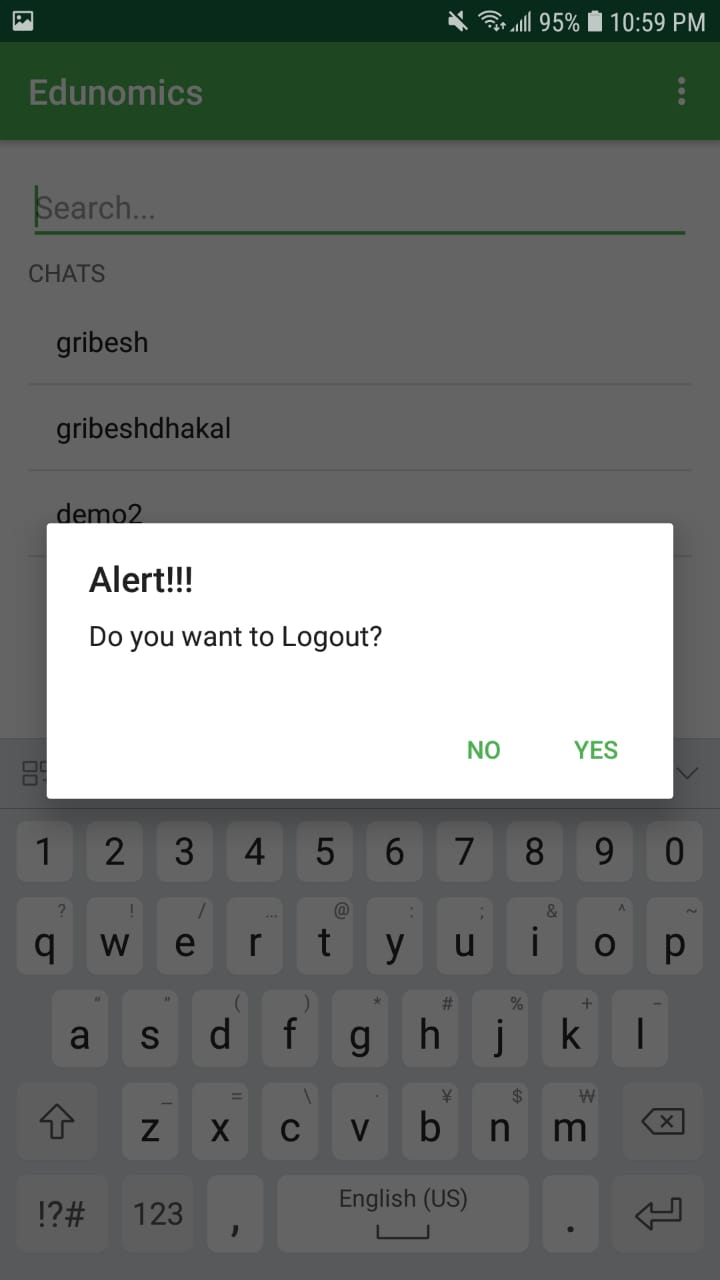 95% 10:59 PM
Edunomics
Search...
CHATS
gribesh
gribeshdhakal
demo2
Alert!!!
Do you want to Logout?
NO YES
1 2 3 4 5 6 7 8 9 0
? ! / ... @ : ; & ^ ~
q w e r t y u i o p
" " ( ) * # % + -
a s d f g h j k l
_ = \ · ¥ $ ₩
z x c v b n m
!?# 123 , English (US) .